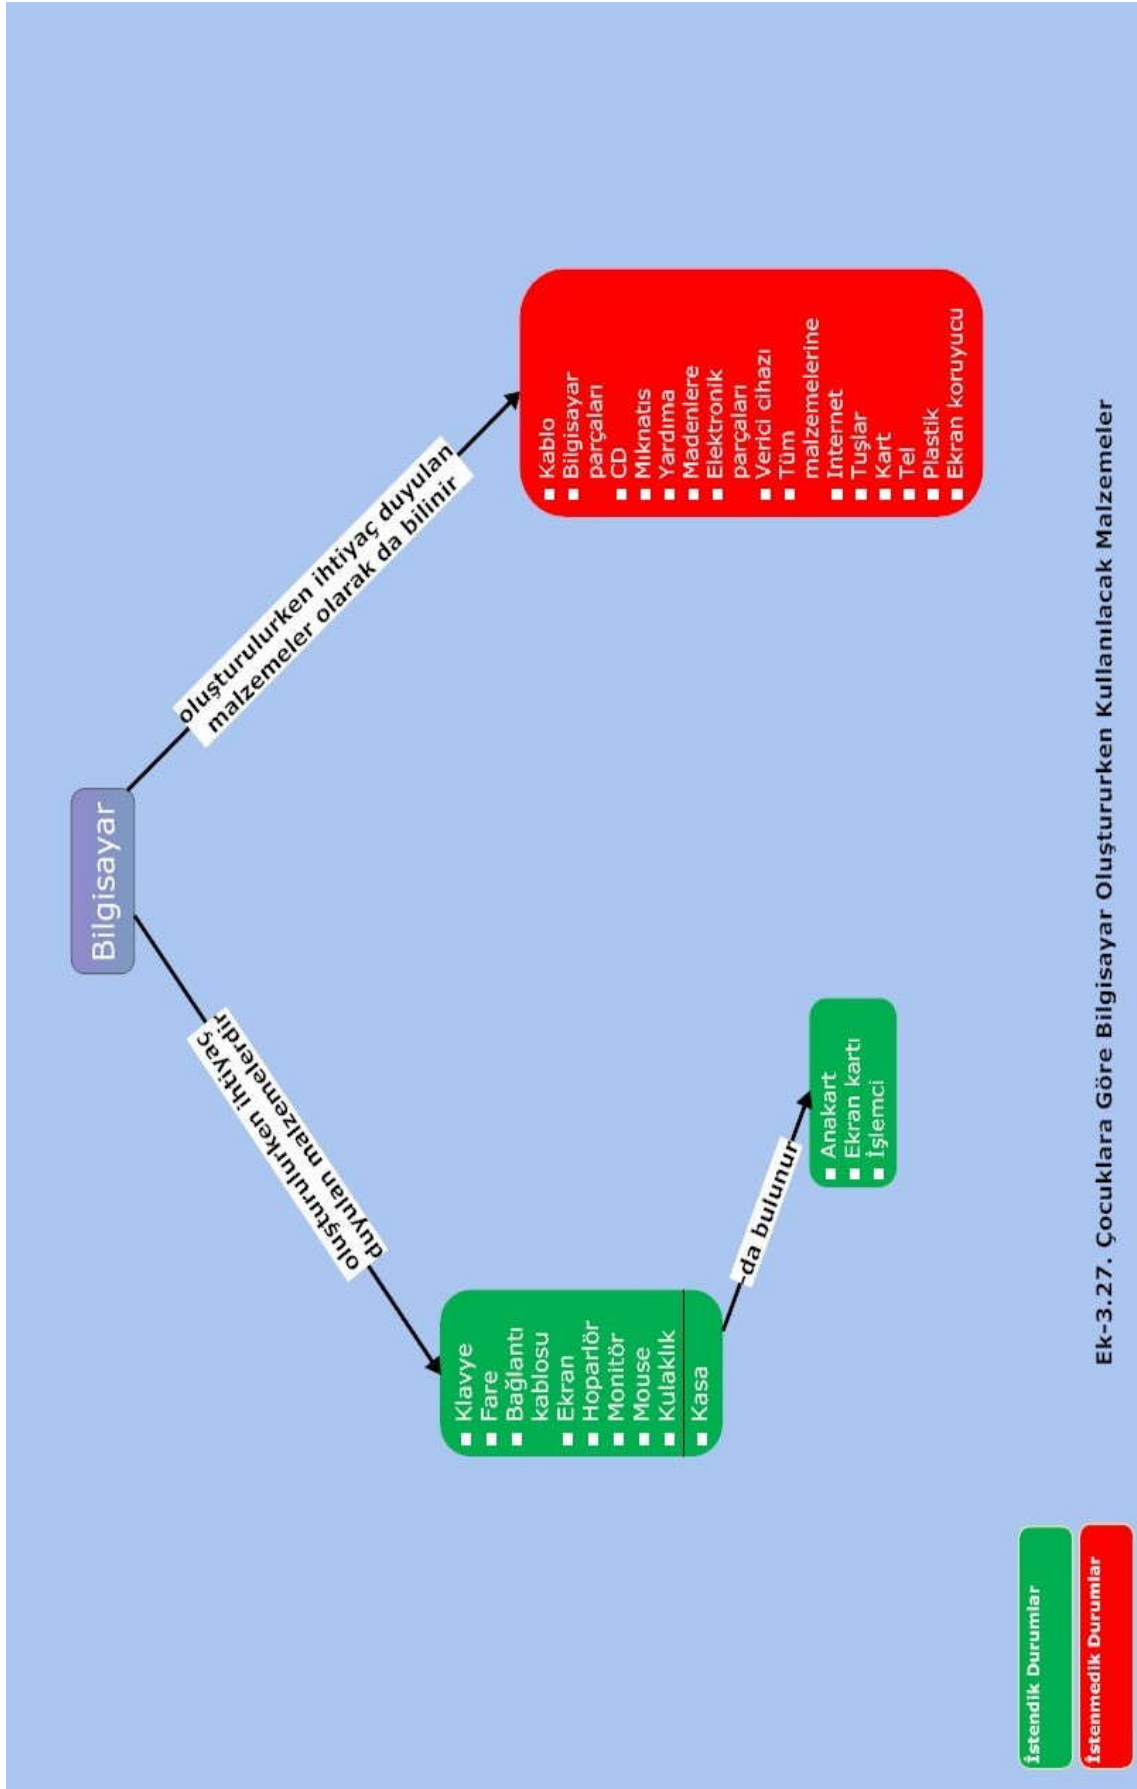 Bilgisayar
oluşturulurken ihtiyaç
duyulan malzemelerdir
oluşturulurken ihtiyaç duyulan
malzemeler olarak da bilinir
Klavye
Fare
Bağlantı
kablosu
Ekran
Hoparlör
Monitör
Mouse
Kulaklık
Kasa
-da bulunur
Anakart
Ekran kartı
İşlemci
Kablo
Bilgisayar
parçaları
CD
Mıknatıs
Yardıma
Madenlere
Elektronik
parçaları
Verici cihazı
Tüm
malzemelerine
Internet
Tuşlar
Kart
Tel
Plastik
Ekran koruyucu
İstendik Durumlar
İstenmedik Durumlar
Ek-3.27. Çocuklara Göre Bilgisayar Oluştururken Kullanılacak Malzemeler